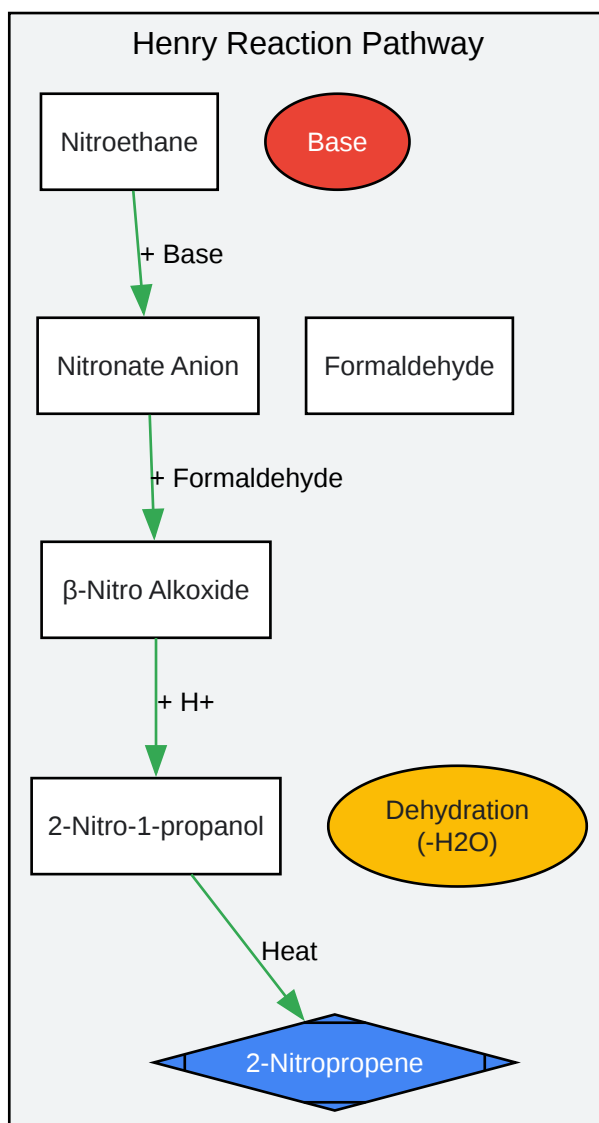 Henry Reaction Pathway
Nitroethane
Base
+ Base
Nitronate Anion
Formaldehyde
+ Formaldehyde
β-Nitro Alkoxide
+ H+
2-Nitro-1-propanol
Dehydration
(-H2O)
Heat
2-Nitropropene